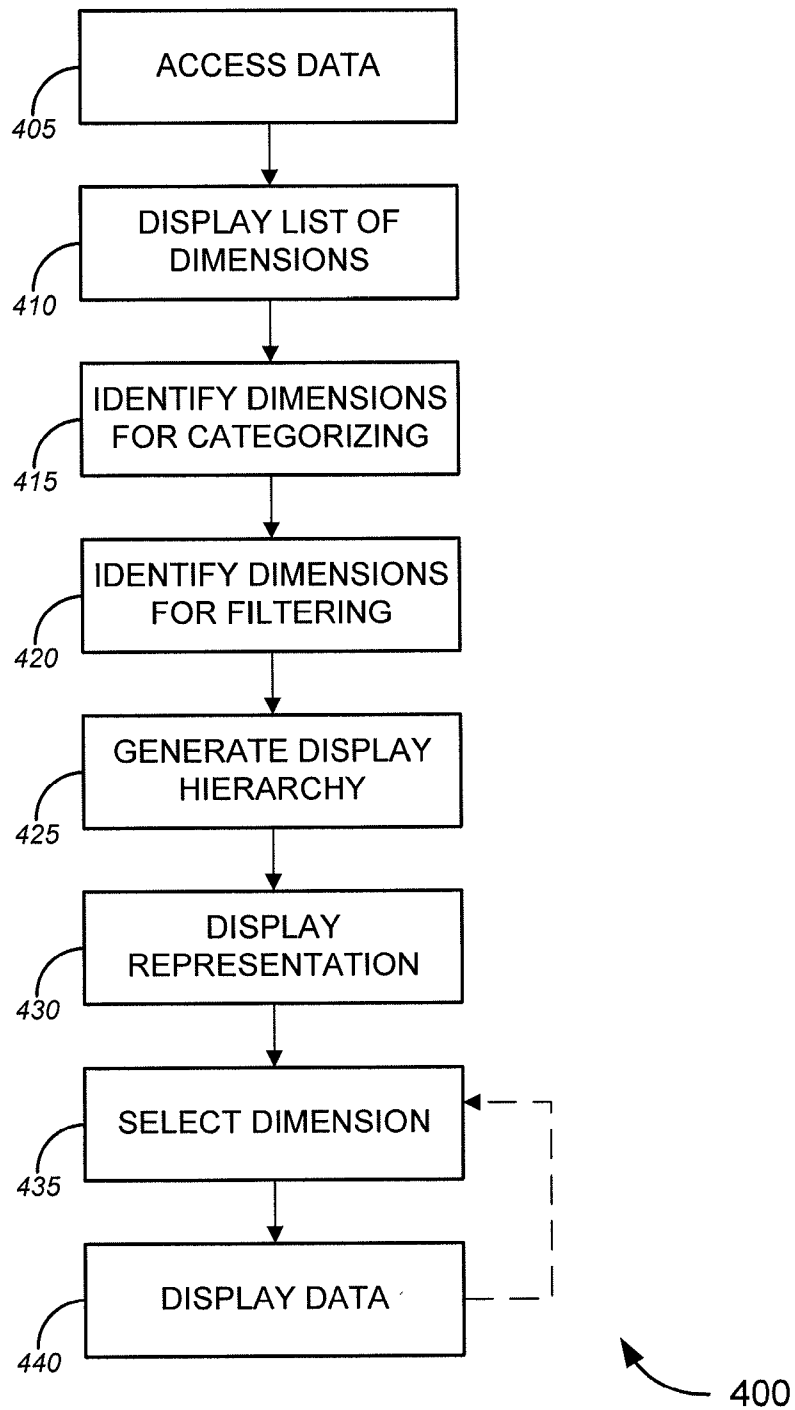 ACCESS DATA
405
DISPLAY LIST OF
DIMENSIONS
410
IDENTIFY DIMENSIONS
FOR CATEGORIZING
415
IDENTIFY DIMENSIONS
FOR FILTERING
420
GENERATE DISPLAY
HIERARCHY
425
DISPLAY
REPRESENTATION
430
SELECT DIMENSION
435
DISPLAY DATA
440
400